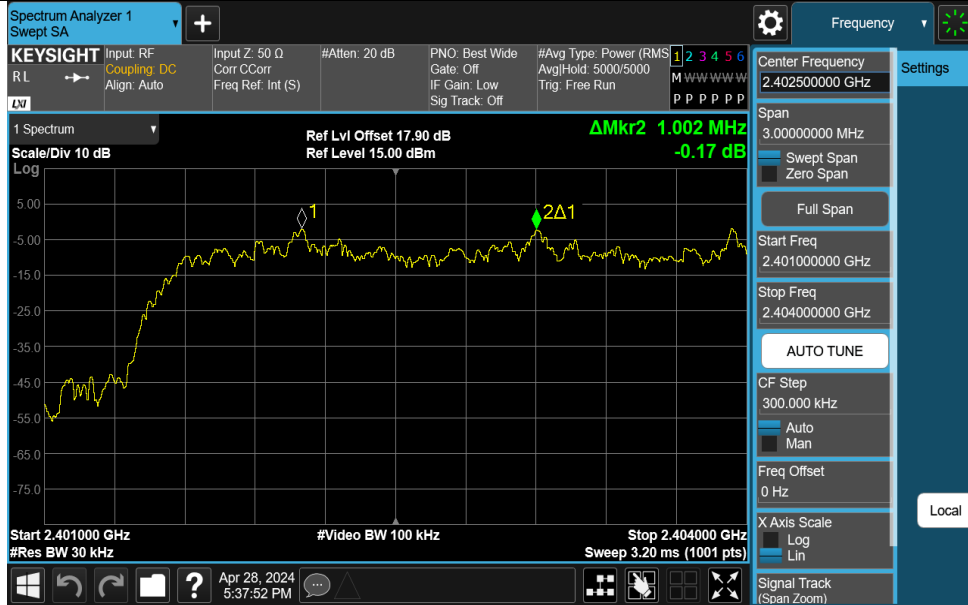 Spectrum Analyzer 1
Swept SA
+
Frequency
KEYSIGHT
R L
LXI
Input: RF
Coupling: DC
Align: Auto
Input Z: 50 Ω
Corr CCorr
Freq Ref: Int (S)
#Atten: 20 dB
PNO: Best Wide
Gate: Off
IF Gain: Low
Sig Track: Off
#Avg Type: Power (RMS
Avg|Hold: 5000/5000
Trig: Free Run
1 2 3 4 5 6
M W W W W W
P P P P P P
1 Spectrum
Scale/Div 10 dB
Log
Ref Lvl Offset 17.90 dB
Ref Level 15.00 dBm
ΔMkr2 1.002 MHz
-0.17 dB
5.00
-5.00
-15.0
-25.0
-35.0
-45.0
-55.0
-65.0
-75.0
1
2Δ1
Start 2.401000 GHz
#Res BW 30 kHz
#Video BW 100 kHz
Stop 2.404000 GHz
Sweep 3.20 ms (1001 pts)
Center Frequency
2.402500000 GHz
Span
3.00000000 MHz
Swept Span
Zero Span
Full Span
Start Freq
2.401000000 GHz
Stop Freq
2.404000000 GHz
AUTO TUNE
CF Step
300.000 kHz
Auto
Man
Freq Offset
0 Hz
X Axis Scale
Log
Lin
Signal Track
(Span Zoom)
Settings
Local
?
Apr 28, 2024
5:37:52 PM